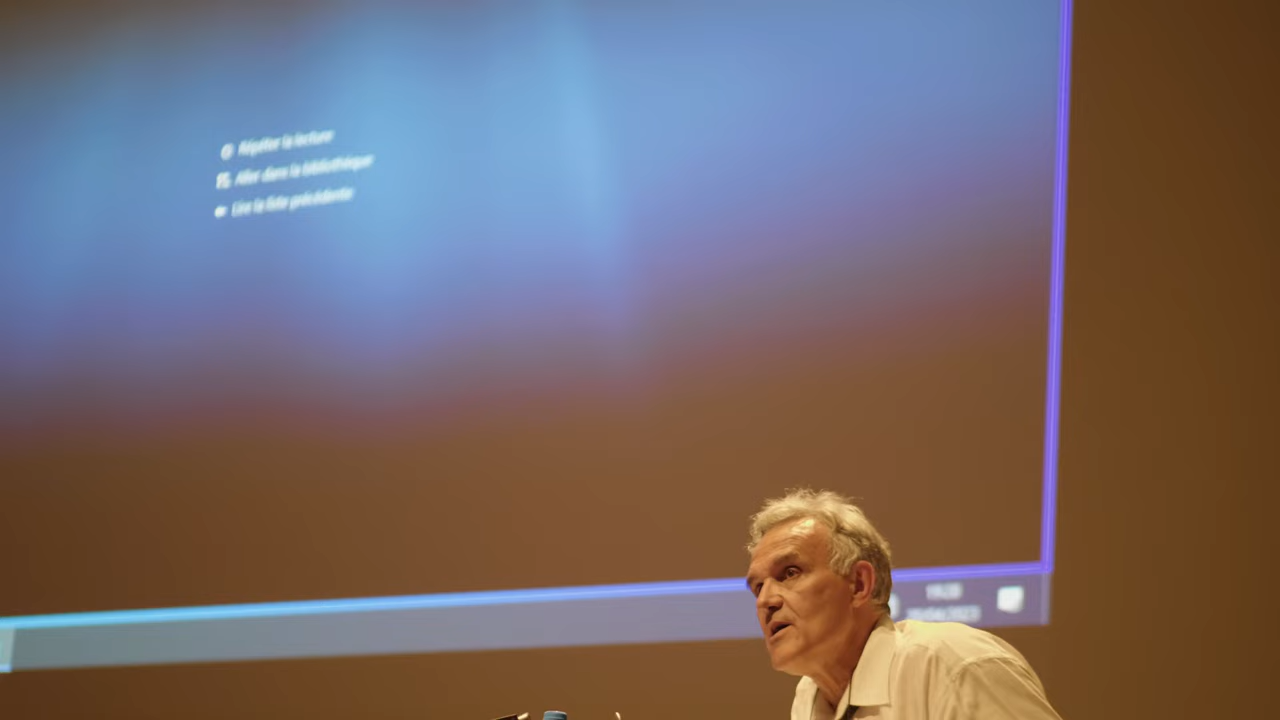 Répéter la lecture
Aller dans la bibliothèque
Lire la liste précédente